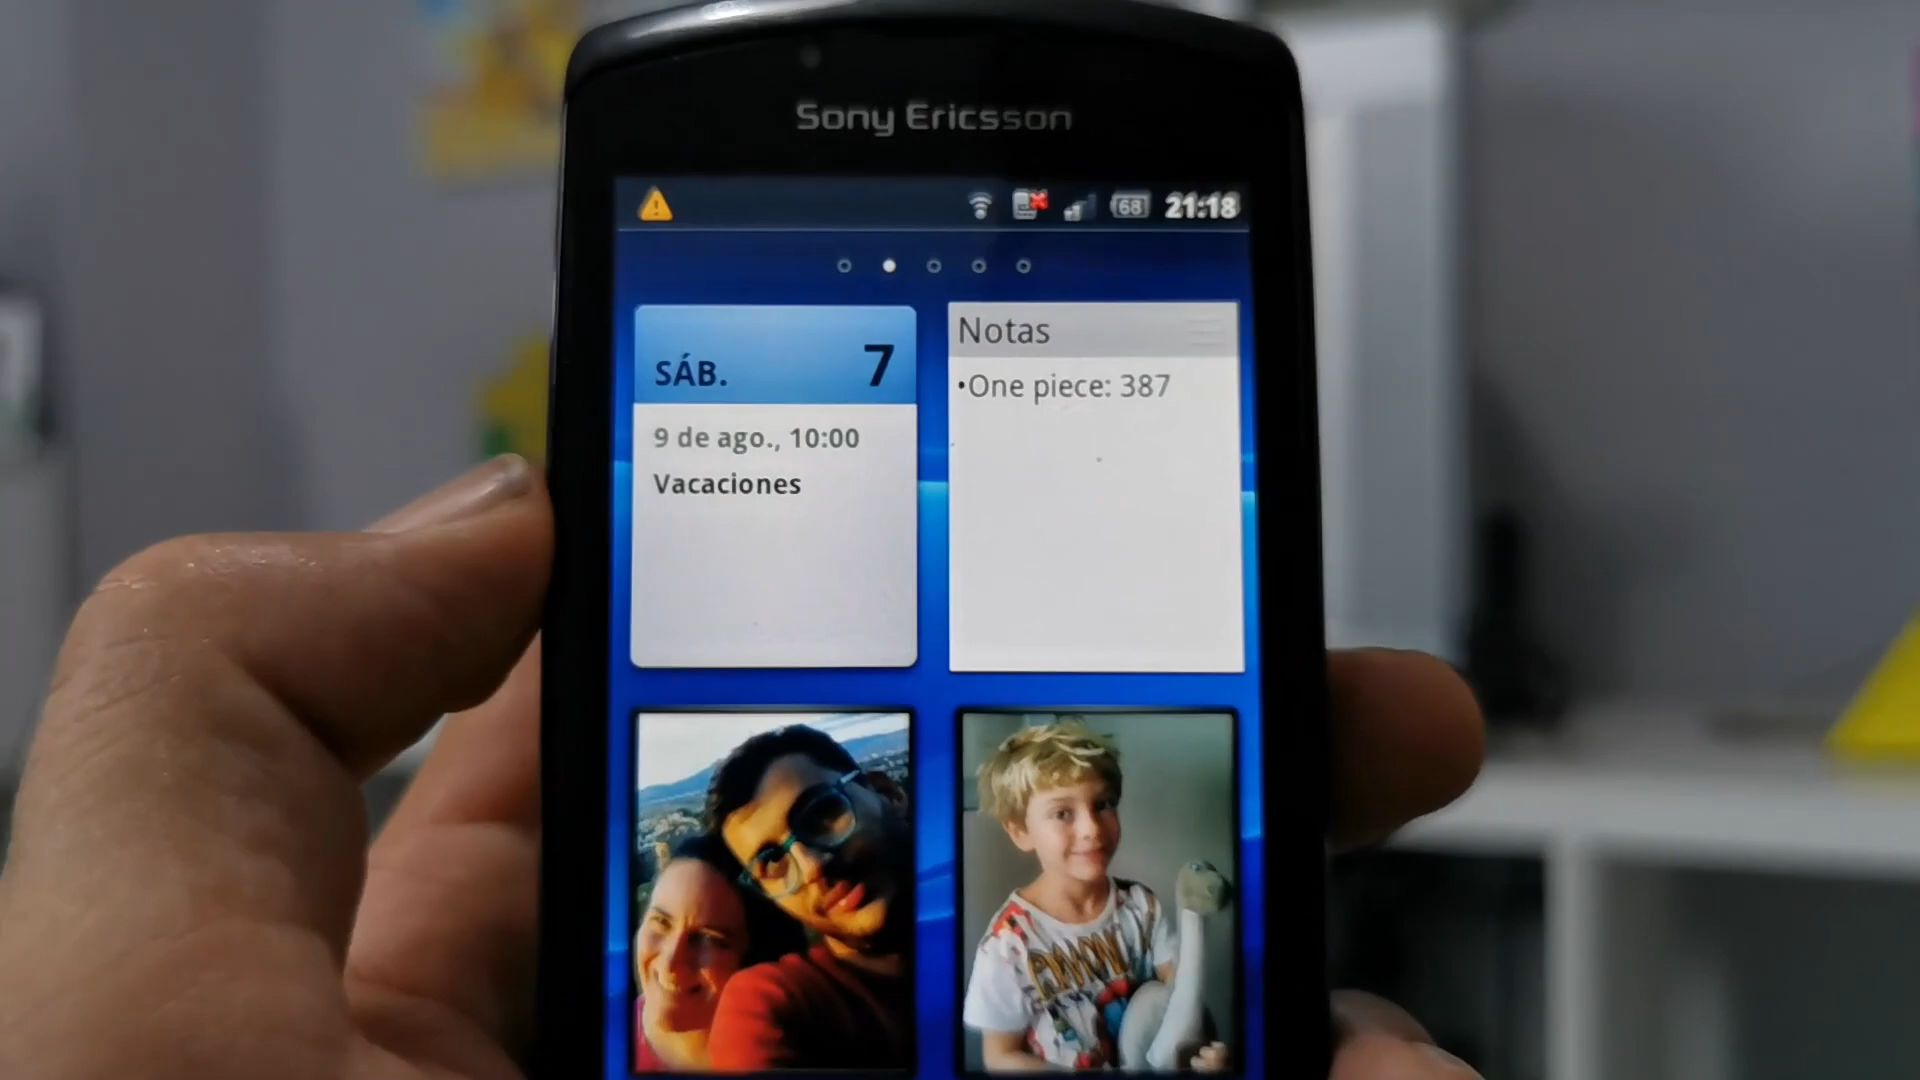 Sony Ericsson
68 21:18
SÁB. 7
9 de ago., 10:00
Vacaciones
Notas
•One piece: 387